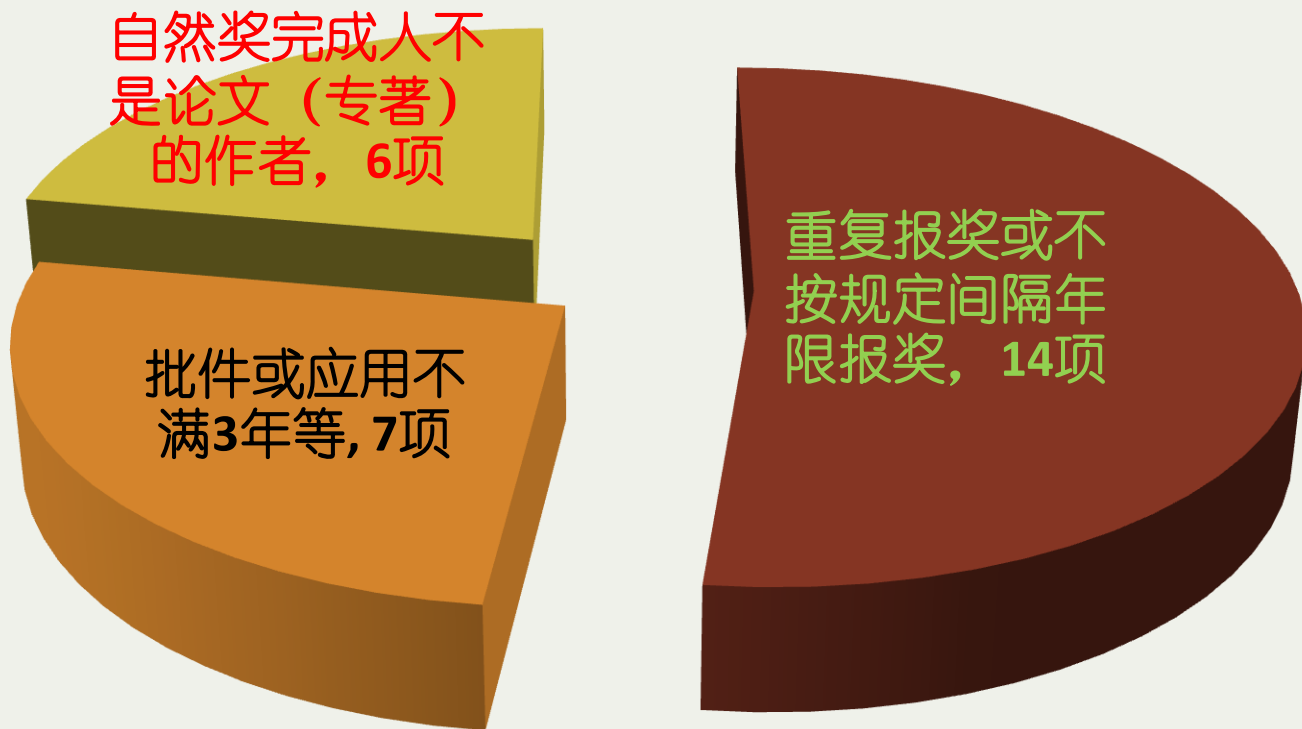 自然奖完成人不
是论文（专著）
的作者，6项
重复报奖或不
按规定间隔年
限报奖，14项
批件或应用不
满3年等, 7项